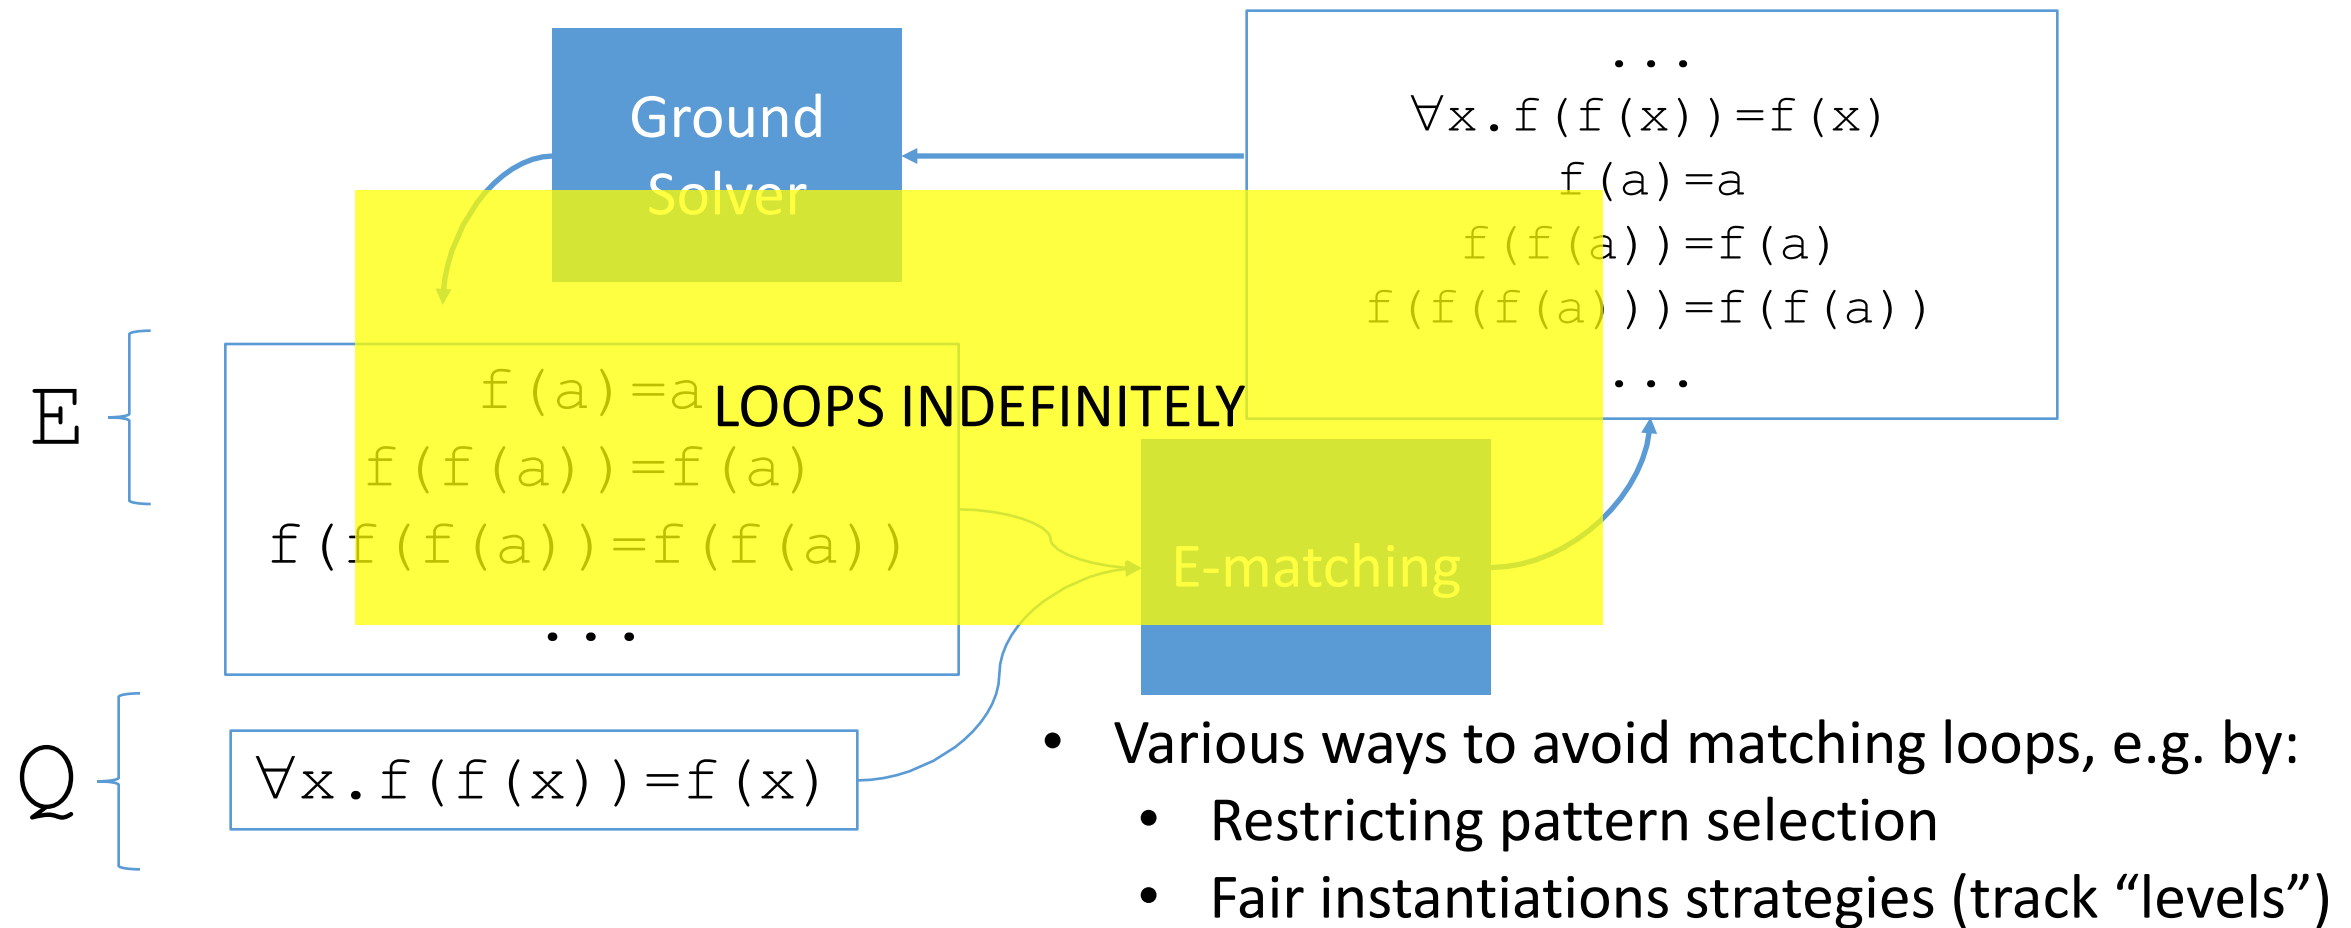 Ground
Solver
...
∀x.f(f(x))=f(x)
f(a)=a
f(f(a))=f(a)
f(f(f(a)))=f(f(a))
...
E
f(a)=a
f(f(a))=f(a)
f(f(f(a))=f(f(a))
...
LOOPS INDEFINITELY
E-matching
Q
∀x.f(f(x))=f(x)
• Various ways to avoid matching loops, e.g. by:
• Restricting pattern selection
• Fair instantiations strategies (track “levels”)